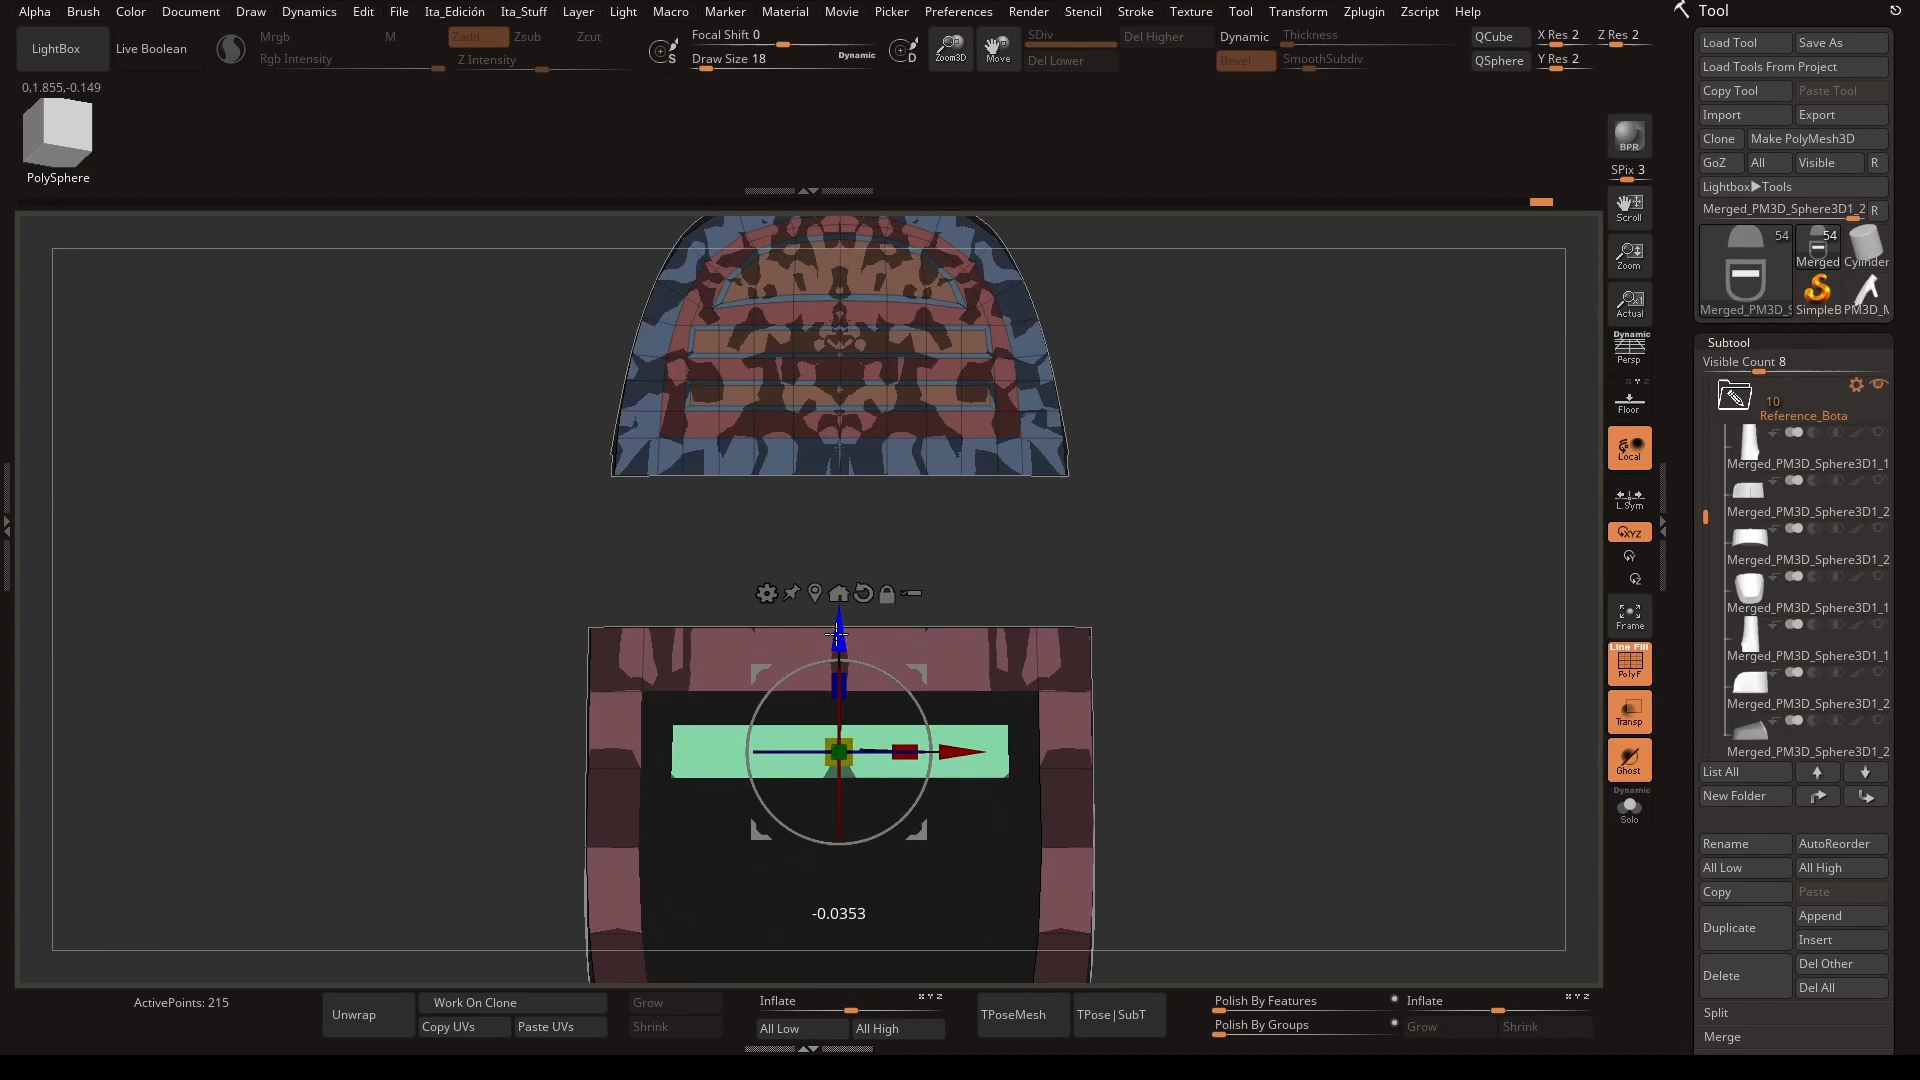 Alpha Brush Color Document Draw Dynamics Edit File Ita_Edición Ita_Stuff Layer Light Macro Marker Material Movie Picker Preferences Render Stencil Stroke Texture Tool Transform Zplugin Zscript Help
Tool
LightBox
Live Boolean
Mrgb M Zadd Zsub Zcut
Rgb Intensity Z Intensity
Focal Shift 0
Draw Size 18 Dynamic
S
D
Zoom3D
Move
SDiv Del Higher
Del Lower
Dynamic Thickness
Bevel SmoothSubdiv
QCube X Res 2 Z Res 2
QSphere Y Res 2
0,1.855,-0.149
PolySphere
BPR
SPix 3
Scroll
Zoom
Actual
Dynamic
Persp
Floor
Local
L.Sym
XYZ
Y
Z
Frame
Line Fill
PolyF
Transp
Ghost
Dynamic
Solo
Load Tool Save As
Load Tools From Project
Copy Tool Paste Tool
Import Export
Clone Make PolyMesh3D
GoZ All Visible R
Lightbox▶Tools
Merged_PM3D_Sphere3D1_2 R
54 54
Merged Cylinder
Merged_PM3D_S SimpleB PM3D_M
Subtool
Visible Count 8
10
Reference_Bota
Merged_PM3D_Sphere3D1_1
Merged_PM3D_Sphere3D1_2
Merged_PM3D_Sphere3D1_2
Merged_PM3D_Sphere3D1_1
Merged_PM3D_Sphere3D1_1
Merged_PM3D_Sphere3D1_2
Merged_PM3D_Sphere3D1_2
List All
New Folder
Rename AutoReorder
All Low All High
Copy Paste
Duplicate Append
Insert
Delete Del Other
Del All
Split
Merge
-0.0353
ActivePoints: 215
Unwrap
Work On Clone
Copy UVs Paste UVs
Grow
Shrink
Inflate X Y Z
All Low All High
TPoseMesh TPose|SubT
Polish By Features
Polish By Groups
Inflate X Y Z
Grow Shrink